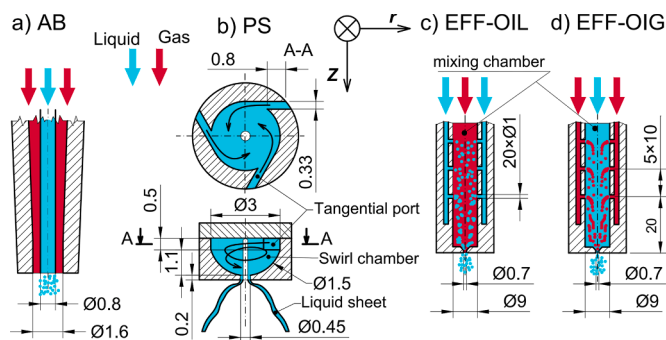 a) AB
Liquid
Gas
b) PS
A-A
0.8
0.33
r
Z
Tangential port
Ø3
0.5
A
A
1.1
Swirl chamber
Ø1.5
Liquid sheet
0.2
Ø0.45
Ø0.8
Ø1.6
c) EFF-OIL
d) EFF-OIG
mixing chamber
20×Ø1
5×10
20
Ø0.7
Ø0.7
Ø9
Ø9